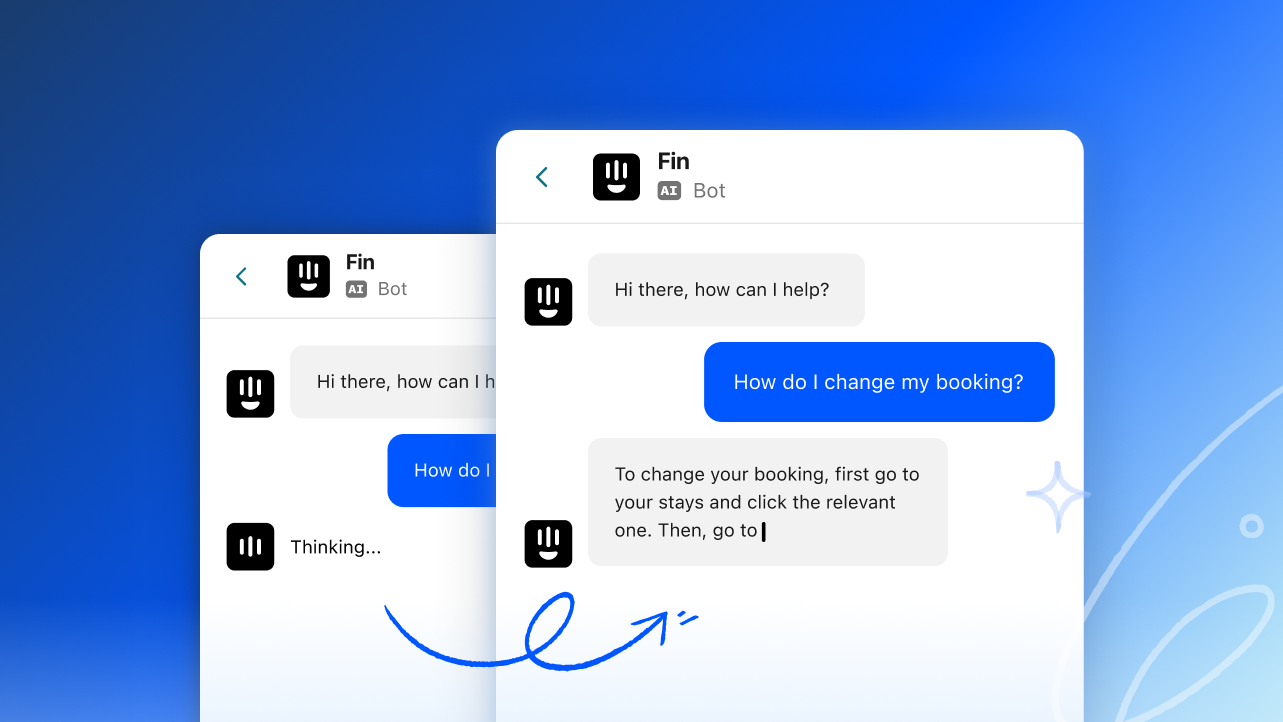 Fin
AI Bot
Hi there, how can I h
How do I
Thinking...
Fin
AI Bot
Hi there, how can I help?
How do I change my booking?
To change your booking, first go to
your stays and click the relevant
one. Then, go to